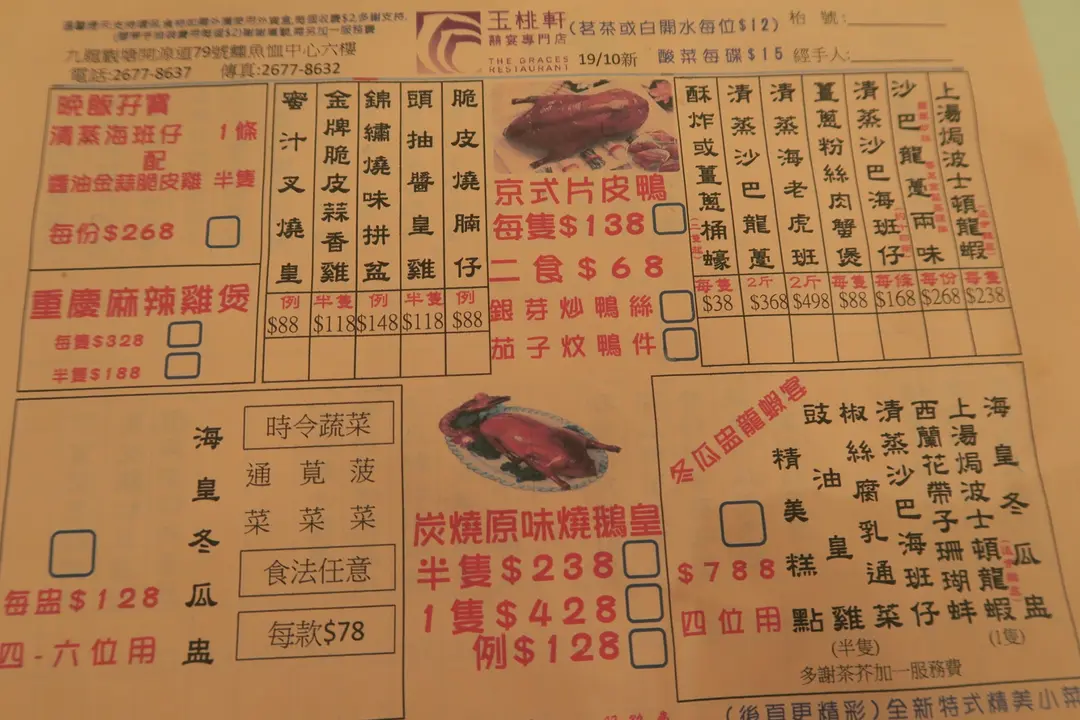 玉桃軒
囍宴專門店
THE GRACES
RESTAURANT
九龍觀塘開源道79號鱷魚恤中心六樓
電話:2677-8637 傳真:2677-8632
(茗茶或白開水每位$12)
19/10新 酸菜每碟$15
枱號:
經手人:
晚飯孖寶
清蒸海班仔 1條
配
醬油金蒜脆皮雞 半隻
每份$268
重慶麻辣雞煲
每隻$328
半隻$188
蜜汁叉燒皇 例 $88
金牌脆皮蒜香雞 半隻 $118
錦繡燒味拼盆 例 $148
頭抽醬皇雞 半隻 $118
脆皮燒腩仔 例 $88
京式片皮鴨
每隻$138
二食$68
銀芽炒鴨絲
茄子炆鴨件
酥炸或薑蔥桶蠔 每隻 $38
清蒸沙巴龍躉 2斤 $368
清蒸海老虎班 2斤 $498
薑蔥粉絲肉蟹煲 每隻 $88
清蒸沙巴海班仔 每條 $168
沙巴龍躉兩味 每份 $268
上湯焗波士頓龍蝦 每隻 $238
海皇冬瓜盅
每盅$128
四-六位用
時令蔬菜
通菜
莧菜
菠菜
食法任意
每款$78
炭燒原味燒鵝皇
半隻$238
1隻$428
例$128
冬瓜盅龍蝦宴
$788
四位用
海皇冬瓜盅
上湯焗波士頓龍蝦
(1隻)
西蘭花帶子珊瑚蚌
清蒸沙巴海班仔
椒絲腐乳通菜
豉油皇雞
(半隻)
精美糕點
多謝茶芥加一服務費
(後頁更精彩)全新特式精美小菜